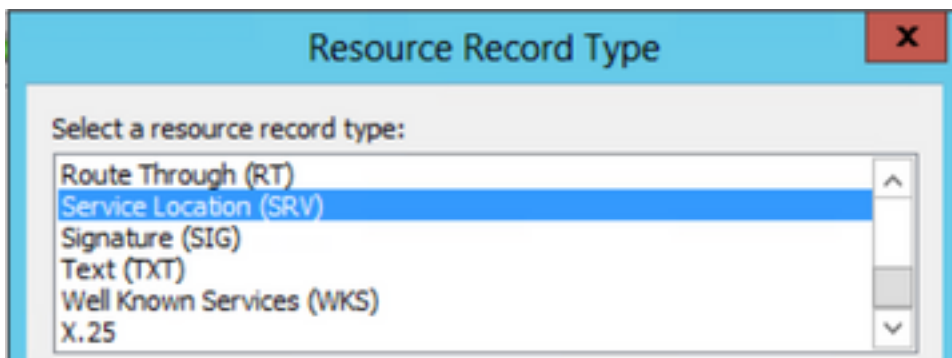 Resource Record Type
x
Select a resource record type:
Route Through (RT)
Service Location (SRV)
Signature (SIG)
Text (TXT)
Well Known Services (WKS)
X.25